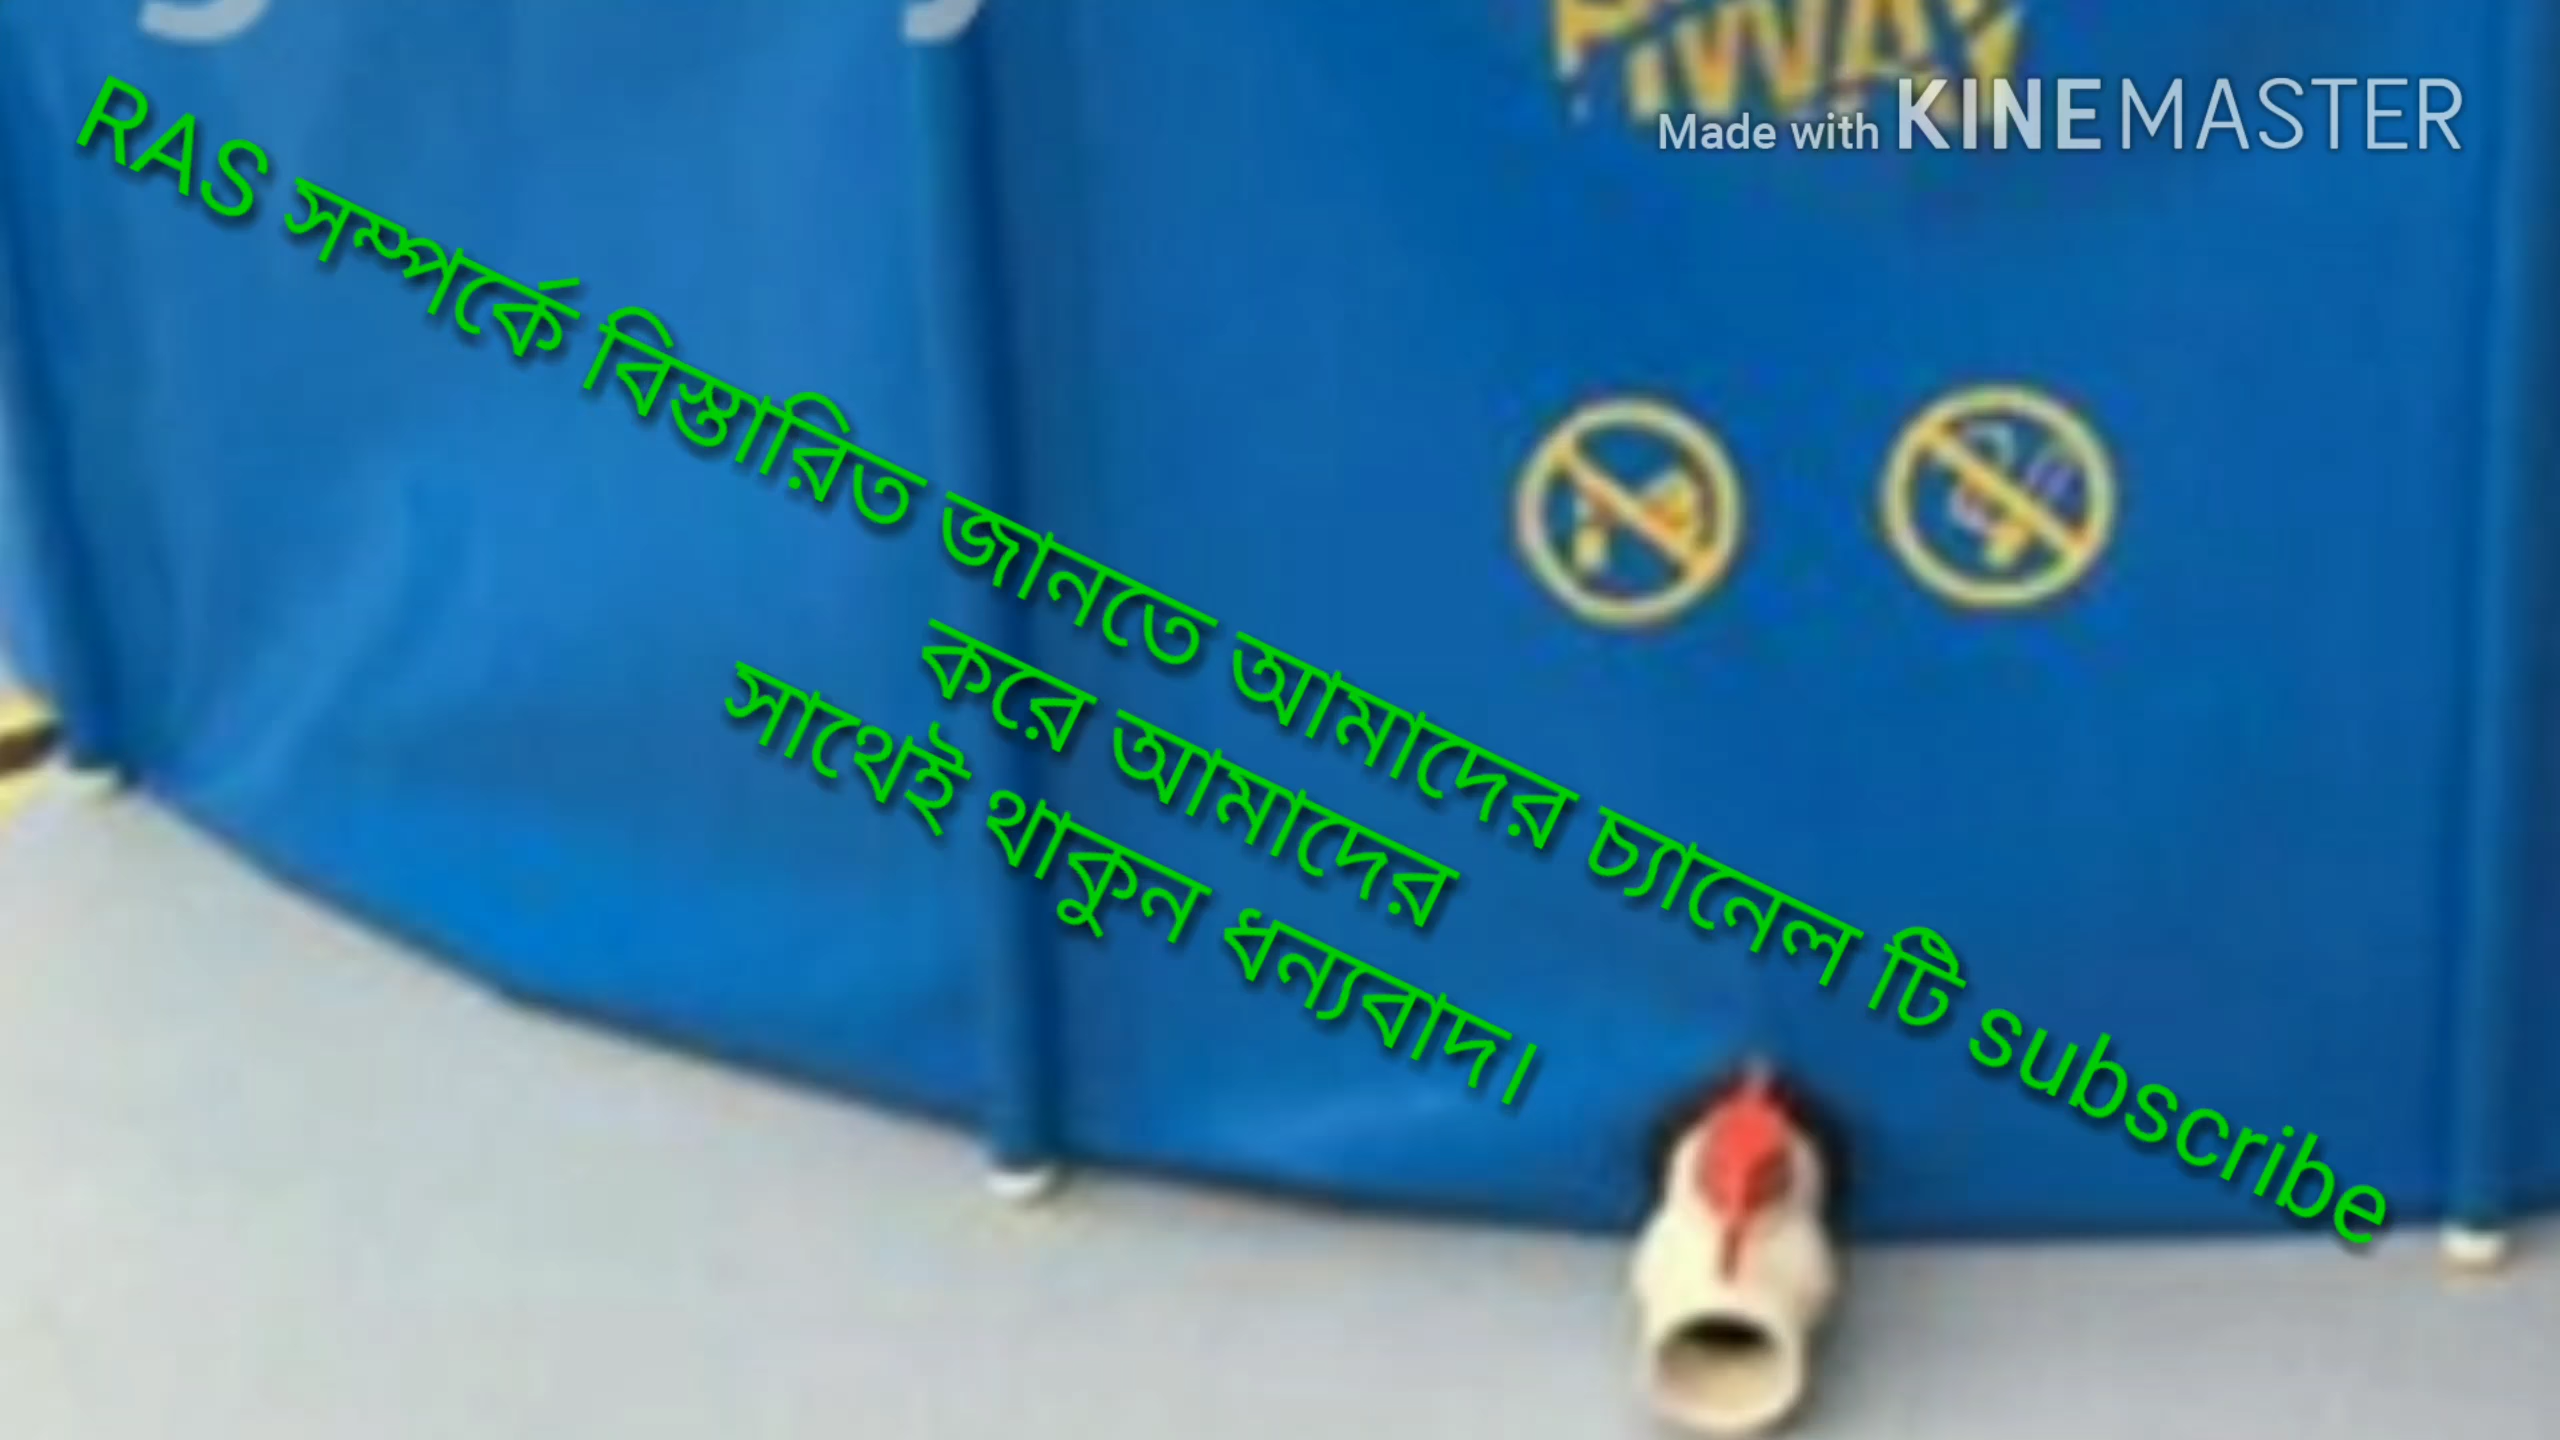 Made with KINEMASTER
RAS সম্পর্কে বিস্তারিত জানতে আমাদের চ্যানেল টি subscribe
করে আমাদের
সাথেই থাকুন ধন্যবাদ।